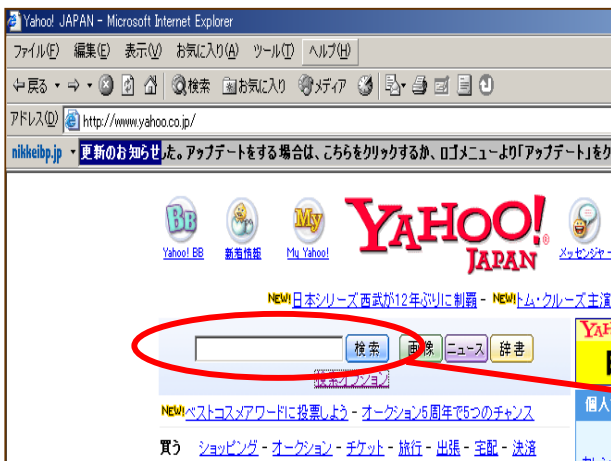 Yahoo! JAPAN - Microsoft Internet Explorer
ファイル(F) 編集(E) 表示(V) お気に入り(A) ツール(T) ヘルプ(H)
戻る 検索 お気に入り メディア
アドレス(D) http://www.yahoo.co.jp/
nikkeibp.jp 更新のお知らせ した。アップデートをする場合は、こちらをクリックするか、ロゴメニューより「アップデート」をク
BB My YAHOO! JAPAN
Yahoo! BB 新着情報 My Yahoo! メッセンジャー
NEW!日本シリーズ西武が12年ぶりに制覇 - NEW!トム・クルーズ主演
検索 画像 ニュース 辞書
検索オプション
YAH
個人
NEW!ベストコスメアワードに投票しよう - オークション5周年で5つのチャンス
買う ショッピング - オークション - チケット - 旅行 - 出張 - 宅配 - 決済